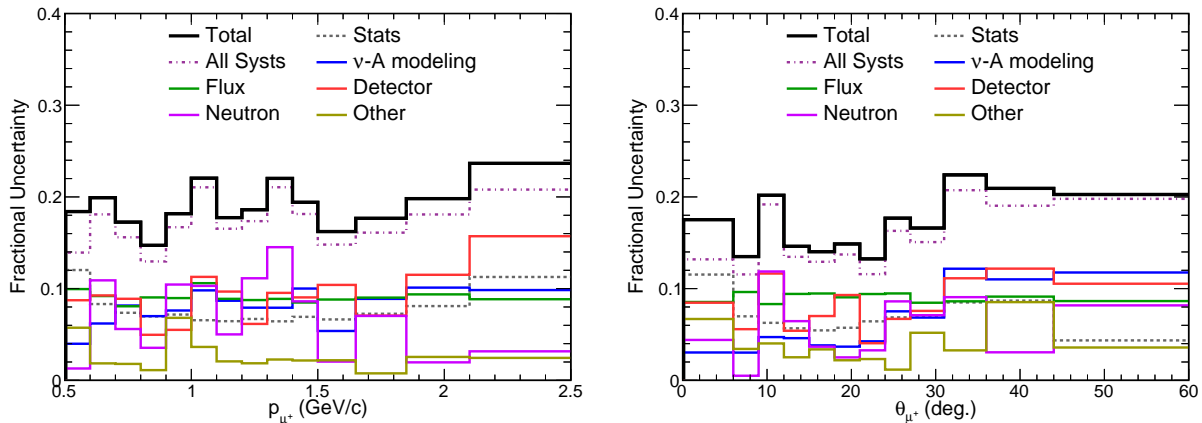 0.4
0.3
0.2
0.1
0
Fractional Uncertainty
Total
All Systs
Flux
Neutron
Stats
ν-A modeling
Detector
Other
0.5
1
1.5
2
2.5
p_μ+ (GeV/c)
0.4
0.3
0.2
0.1
0.0
Fractional Uncertainty
Total
All Systs
Flux
Neutron
Stats
ν-A modeling
Detector
Other
0
10
20
30
40
50
60
θ_μ+ (deg.)